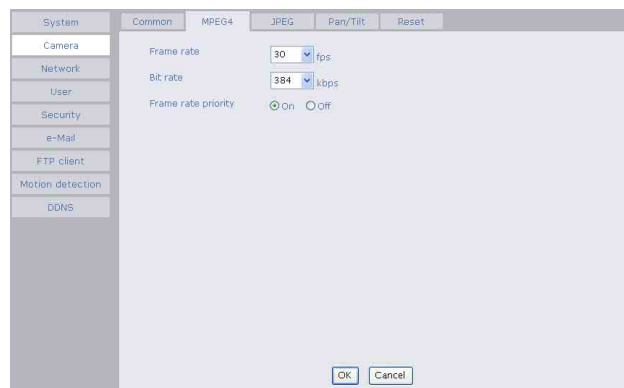 System
Camera
Network
User
Security
e-Mail
FTP client
Motion detection
DDNS
Common MPEG4 JPEG Pan/Tilt Reset
Frame rate 30 fps
Bit rate 384 kbps
Frame rate priority On Off
OK Cancel